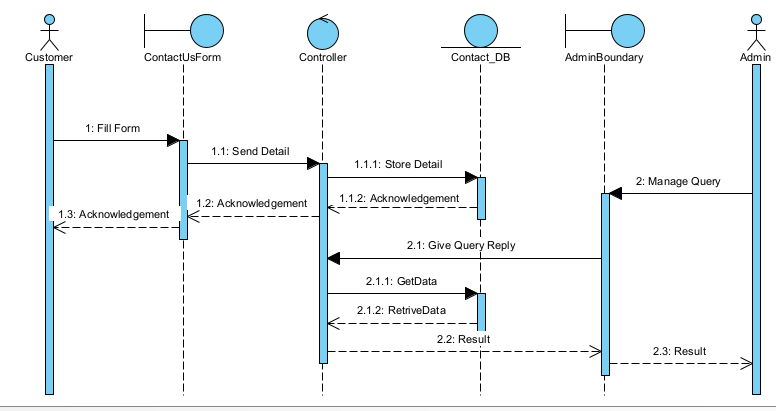 Customer
ContactUsForm
Controller
Contact_DB
AdminBoundary
Admin
1: Fill Form
1.1: Send Detail
1.1.1: Store Detail
2: Manage Query
1.1.2: Acknowledgement
1.2: Acknowledgement
1.3: Acknowledgement
2.1: Give Query Reply
2.1.1: GetData
2.1.2: RetriveData
2.2: Result
2.3: Result